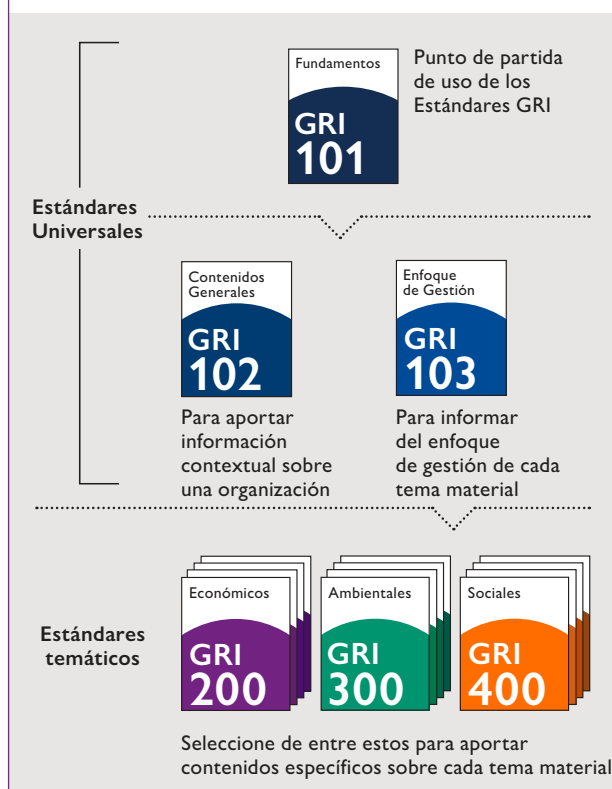 Fundamentos
GRI
101
Punto de partida
de uso de los
Estándares GRI
Estándares
Universales
Contenidos
Generales
GRI
102
Para aportar
información
contextual sobre
una organización
Enfoque
de Gestión
GRI
103
Para informar
del enfoque
de gestión de cada
tema material
Estándares
temáticos
Económicos
GRI
200
Ambientales
GRI
300
Sociales
GRI
400
Seleccione de entre estos para aportar
contenidos específicos sobre cada tema material